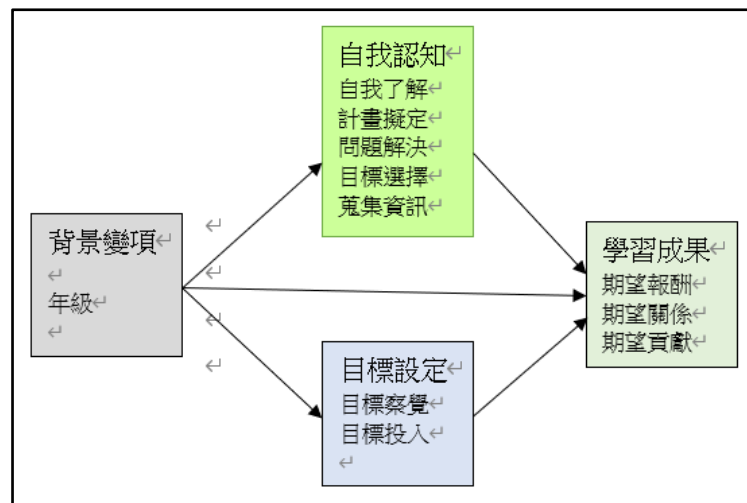 自我認知
自我了解
計畫擬定
問題解決
目標選擇
蒐集資訊
背景變項
年級
學習成果
期望報酬
期望關係
期望貢獻
目標設定
目標察覺
目標投入